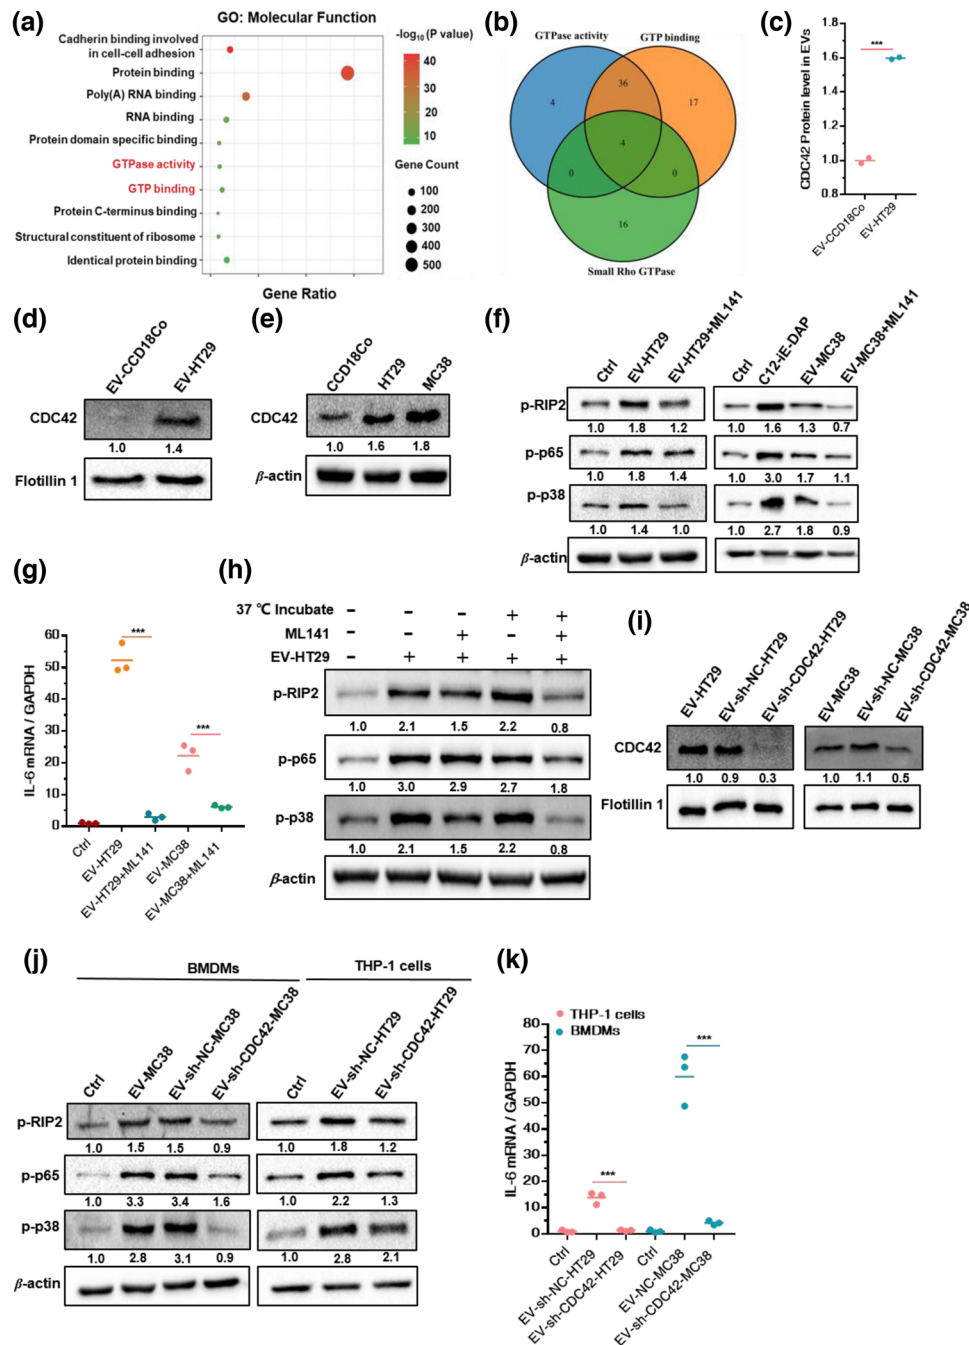 (a)
GO: Molecular Function
Cadherin binding involved
in cell-cell adhesion
Protein binding
Poly(A) RNA binding
RNA binding
Protein domain specific binding
GTPase activity
GTP binding
Protein C-terminus binding
Structural constituent of ribosome
Identical protein binding
Gene Ratio
-log10 (P value)
40
30
20
10
Gene Count
100
200
300
400
500
(b)
GTPase activity
GTP binding
4
36
17
4
0
0
16
Small Rho GTPase
(c)
CDC42 Protein level in EVs
1.8
1.6
1.4
1.2
1.0
0.8
***
EV-CCD18Co
EV-HT29
(d)
EV-CCD18Co
EV-HT29
CDC42
1.0 1.4
Flotillin 1
(e)
CCD18Co
HT29
MC38
CDC42
1.0 1.6 1.8
β-actin
(f)
Ctrl
EV-HT29
EV-HT29+ML141
Ctrl
C12-iE-DAP
EV-MC38
EV-MC38+ML141
p-RIP2
1.0 1.8 1.2 1.0 1.6 1.3 0.7
p-p65
1.0 1.8 1.4 1.0 3.0 1.7 1.1
p-p38
1.0 1.4 1.0 1.0 2.7 1.8 0.9
β-actin
(g)
IL-6 mRNA / GAPDH
60
50
40
30
20
10
0
***
***
Ctrl
EV-HT29
EV-HT29+ML141
EV-MC38
EV-MC38+ML141
(h)
37 °C Incubate – – – + +
ML141 – – + – +
EV-HT29 – + + + +
p-RIP2
1.0 2.1 1.5 2.2 0.8
p-p65
1.0 3.0 2.9 2.7 1.8
p-p38
1.0 2.1 1.5 2.2 0.8
β-actin
(i)
EV-HT29
EV-sh-NC-HT29
EV-sh-CDC42-HT29
EV-MC38
EV-sh-NC-MC38
EV-sh-CDC42-MC38
CDC42
1.0 0.9 0.3 1.0 1.1 0.5
Flotillin 1
(j)
BMDMs
THP-1 cells
Ctrl
EV-MC38
EV-sh-NC-MC38
EV-sh-CDC42-MC38
Ctrl
EV-sh-NC-HT29
EV-sh-CDC42-HT29
p-RIP2
1.0 1.5 1.5 0.9 1.0 1.8 1.2
p-p65
1.0 3.3 3.4 1.6 1.0 2.2 1.3
p-p38
1.0 2.8 3.1 0.9 1.0 2.8 2.1
β-actin
(k)
IL-6 mRNA / GAPDH
80
70
60
50
40
30
20
10
0
THP-1 cells
BMDMs
***
***
Ctrl
EV-sh-NC-HT29
EV-sh-CDC42-HT29
Ctrl
EV-NC-MC38
EV-sh-CDC42-MC38